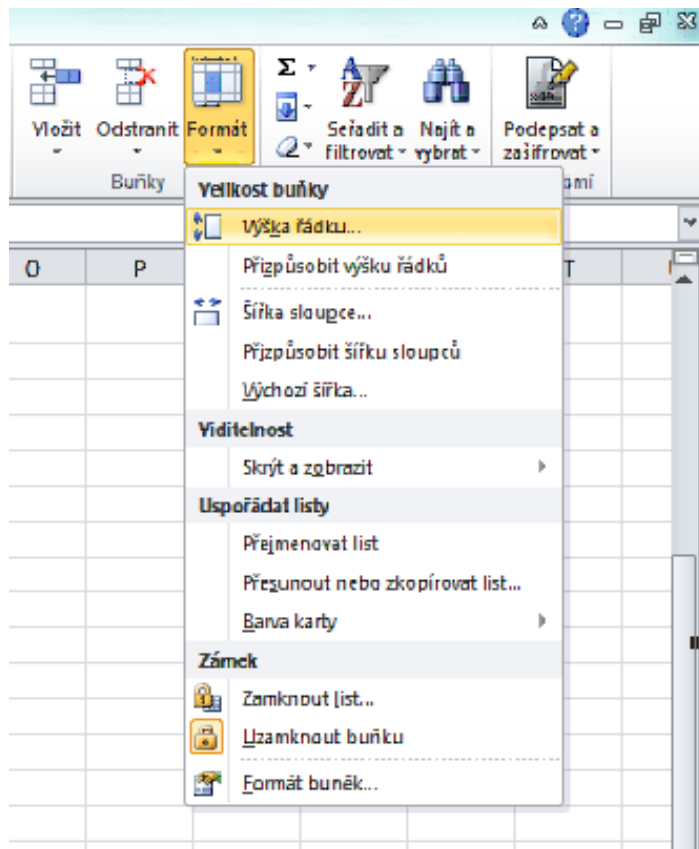 Vložit Odstranit Formát Σ Seřadit a filtrovat Najít a vybrat Podepsat a zašifrovat
Buňky
Velikost buňky
Výška řádku...
O P T
Přizpůsobit výšku řádků
Šířka sloupce...
Přizpůsobit šířku sloupců
Výchozí šířka...
Viditelnost
Skrýt a zobrazit
Uspořádat listy
Přejmenovat list
Přesunout nebo zkopírovat list...
Barva karty
Zámek
Zamknout list...
Uzamknout buňku
Formát buněk...